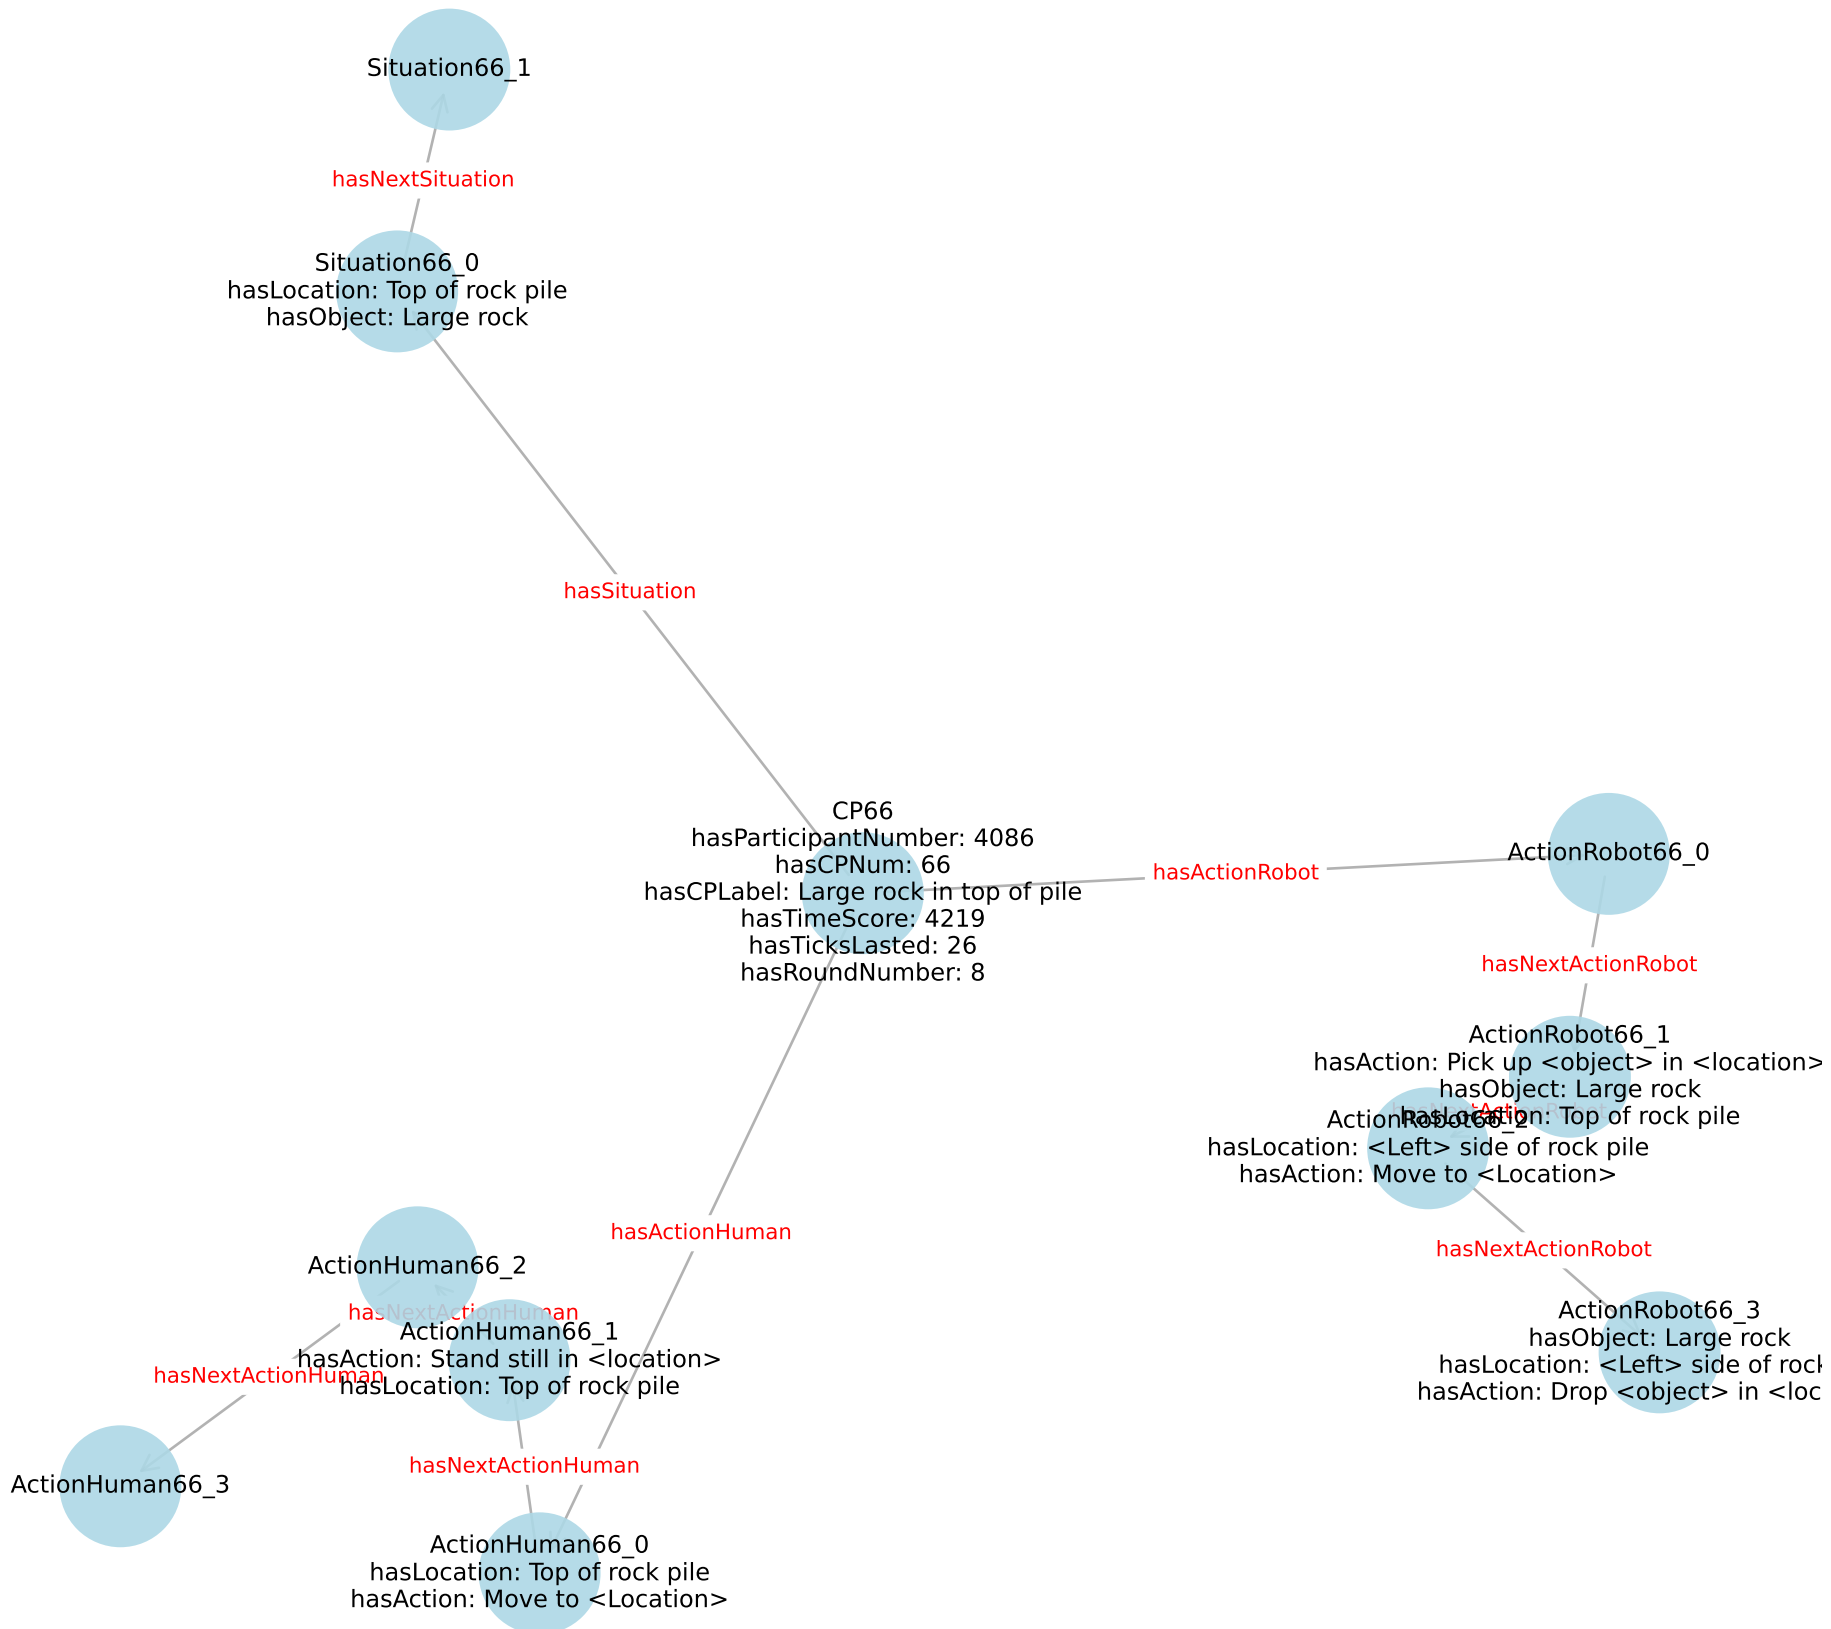 Situation66_1
hasNextSituation
Situation66_0
hasLocation: Top of rock pile
hasObject: Large rock
hasSituation
CP66
hasParticipantNumber: 4086
hasCPNum: 66
hasCPLabel: Large rock in top of pile
hasTimeScore: 4219
hasTicksLasted: 26
hasRoundNumber: 8
hasActionRobot
ActionRobot66_0
hasNextActionRobot
ActionRobot66_1
hasAction: Pick up <object> in <location>
hasObject: Large rock
hasLocation: Top of rock pile
hasNextActionRobot
ActionRobot66_2
hasLocation: <Left> side of rock pile
hasAction: Move to <Location>
hasNextActionRobot
ActionRobot66_3
hasObject: Large rock
hasLocation: <Left> side of rock
hasAction: Drop <object> in <loc
hasActionHuman
ActionHuman66_2
hasNextActionHuman
ActionHuman66_1
hasAction: Stand still in <location>
hasLocation: Top of rock pile
hasNextActionHuman
ActionHuman66_3
hasNextActionHuman
ActionHuman66_0
hasLocation: Top of rock pile
hasAction: Move to <Location>